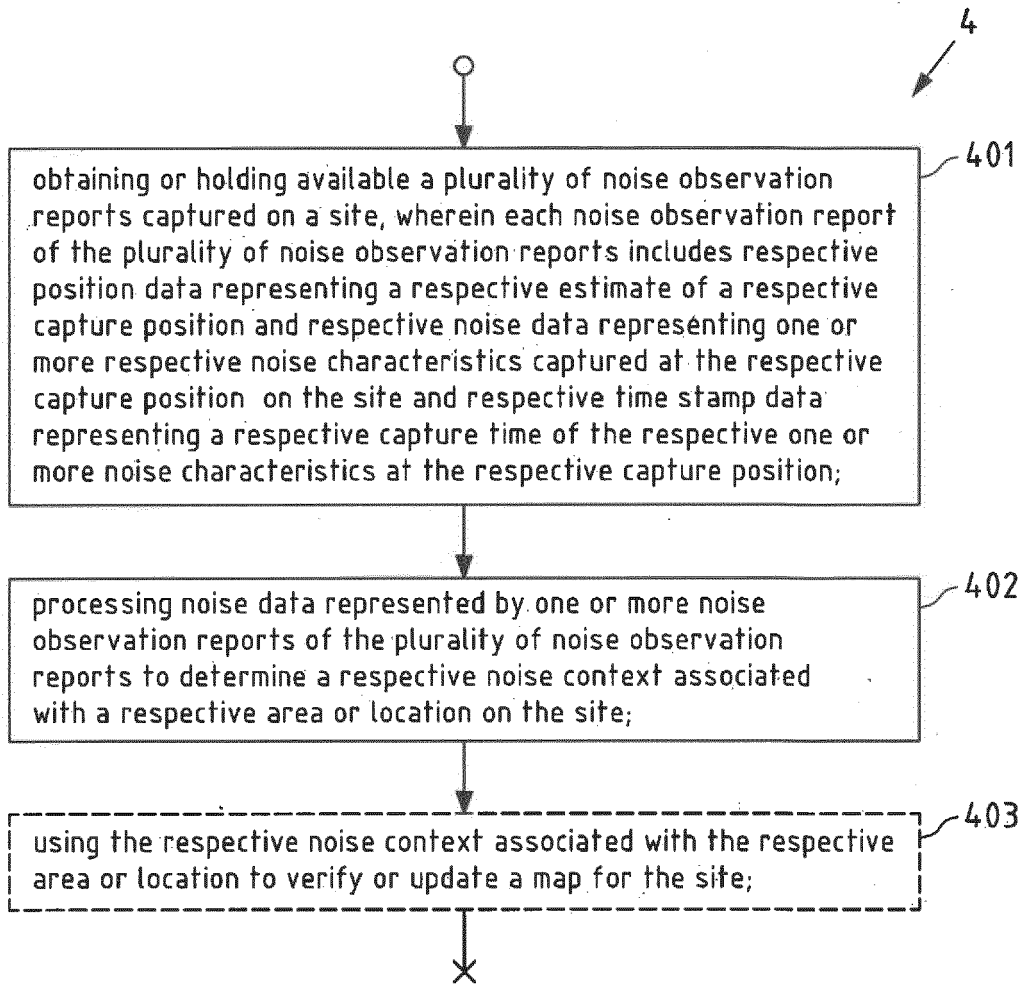 4
401
obtaining or holding available a plurality of noise observation
reports captured on a site, wherein each noise observation report
of the plurality of noise observation reports includes respective
position data representing a respective estimate of a respective
capture position and respective noise data representing one or
more respective noise characteristics captured at the respective
capture position on the site and respective time stamp data
representing a respective capture time of the respective one or
more noise characteristics at the respective capture position;
402
processing noise data represented by one or more noise
observation reports of the plurality of noise observation
reports to determine a respective noise context associated
with a respective area or location on the site;
403
using the respective noise context associated with the respective
area or location to verify or update a map for the site;